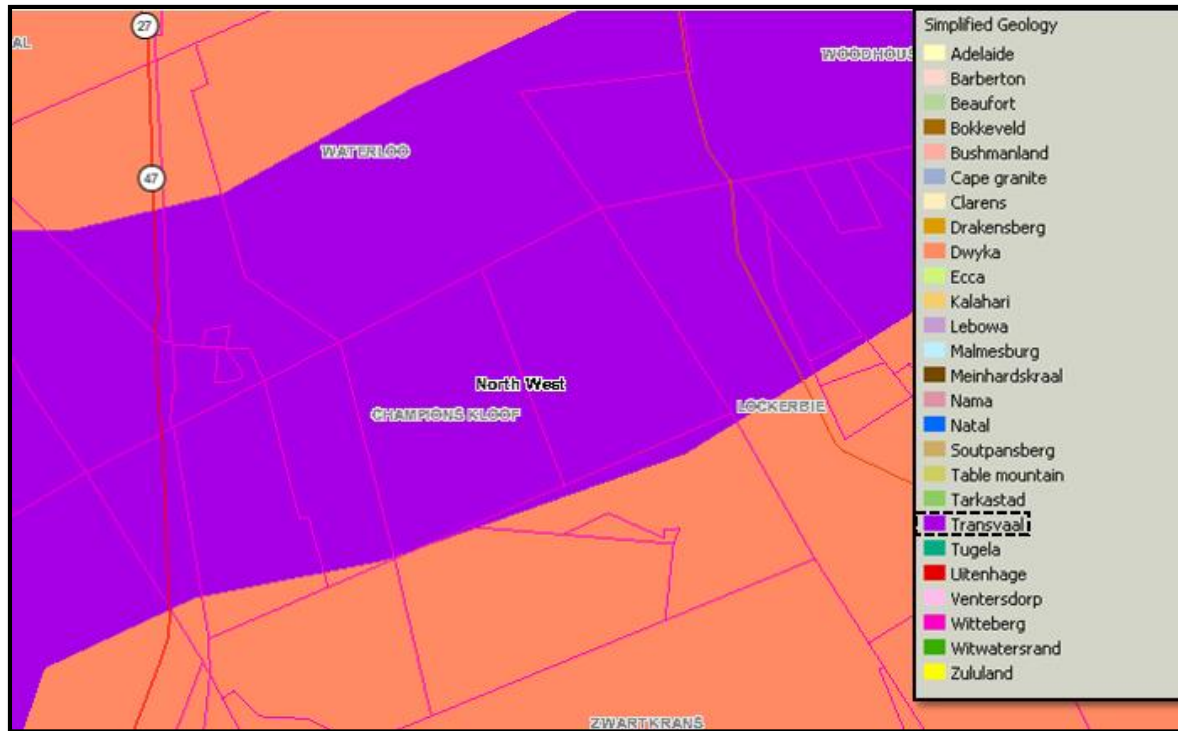 27
AL
WOODHOUS
WATERLOO
47
North West
CHAMPIONS KLOOF
LOCKERBIE
ZWARTKRANS
Simplified Geology
Adelaide
Barberton
Beaufort
Bokkeveld
Bushmanland
Cape granite
Clarens
Drakensberg
Dwyka
Ecca
Kalahari
Lebowa
Malmesburg
Meinhardskraal
Nama
Natal
Soutpansberg
Table mountain
Tarkastad
Transvaal
Tugela
Uitenhage
Ventersdorp
Witteberg
Witwatersrand
Zululand